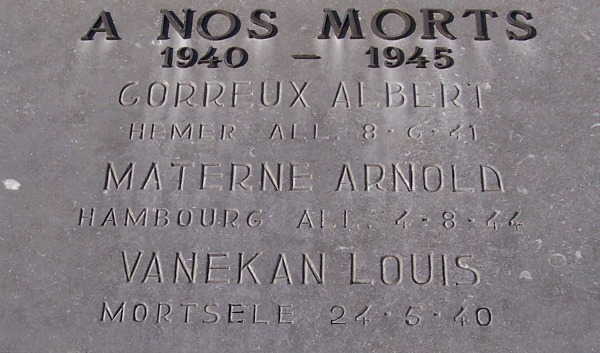 A NOS MORTS
1940 – 1945
CORREUX ALBERT
HEMER ALL. 8-6-41
MATERNE ARNOLD
HAMBOURG ALL. 4-8-44
VANEKAN LOUIS
MORTSELE 24-5-40